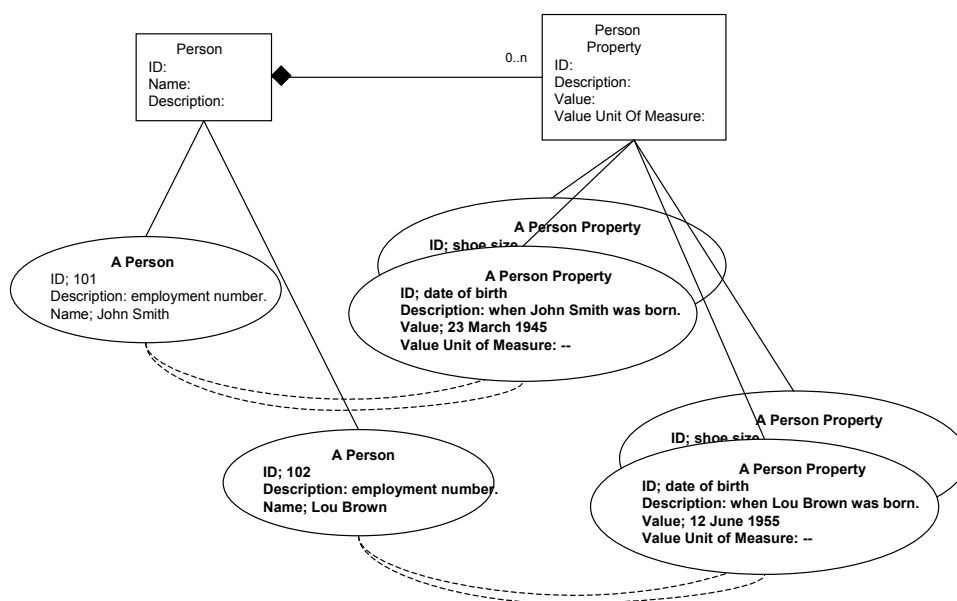 Person
ID:
Name:
Description:
0..n
Person
Property
ID:
Description:
Value:
Value Unit Of Measure:
A Person Property
ID; shoe size
A Person
ID; 101
Description: employment number.
Name; John Smith
A Person Property
ID; date of birth
Description: when John Smith was born.
Value; 23 March 1945
Value Unit of Measure: --
A Person Property
ID; shoe size
A Person
ID; 102
Description: employment number.
Name; Lou Brown
A Person Property
ID; date of birth
Description: when Lou Brown was born.
Value; 12 June 1955
Value Unit of Measure: --